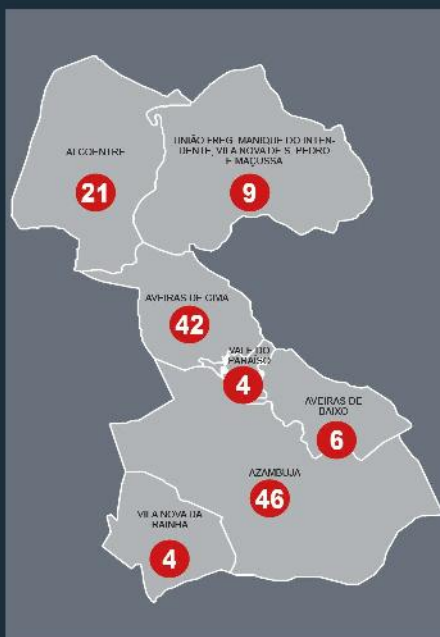 ALCOENTRE
21
UNIÃO FREG. MANIQUE DO INTEN-
DENTE, VILA NOVA DE S. PEDRO
E MAÇUSSA
9
AVEIRAS DE CIMA
42
VALE DO
PARAÍSO
4
AVEIRAS DE
BAIXO
6
AZAMBUJA
46
VILA NOVA DA
RAINHA
4